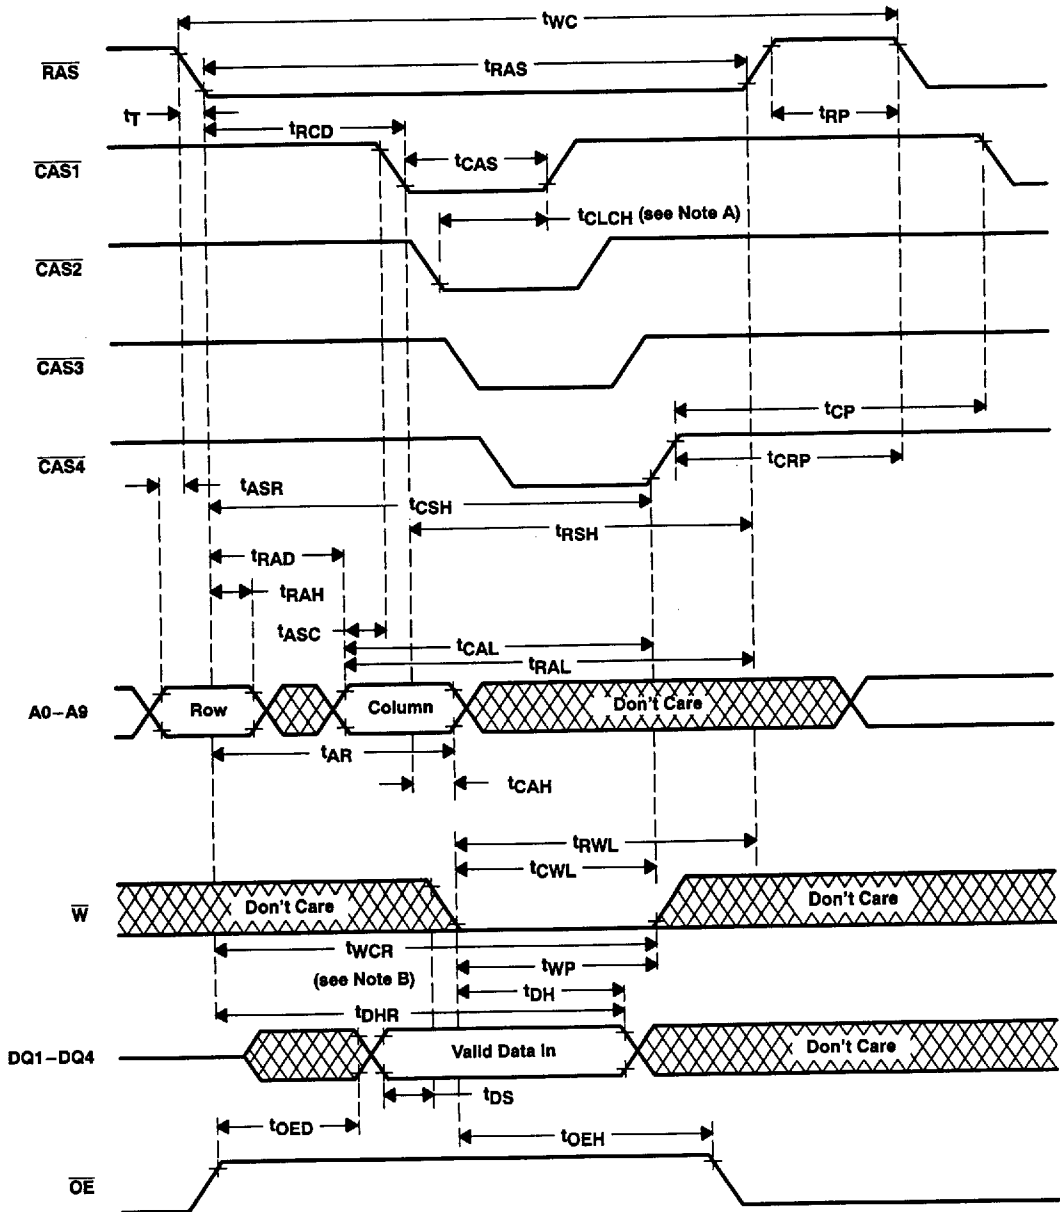 tWC
RAS
tRAS
tT
tRP
tRCD
CAS1
tCAS
tCLCH (see Note A)
CAS2
CAS3
tCP
CAS4
tCRP
tASR
tCSH
tRSH
tRAD
tRAH
tASC
tCAL
tRAL
A0–A9
Row
Column
Don't Care
tAR
tCAH
tRWL
tCWL
W
Don't Care
Don't Care
tWCR
(see Note B)
tWP
tDH
tDHR
DQ1–DQ4
Valid Data In
Don't Care
tDS
tOED
tOEH
OE